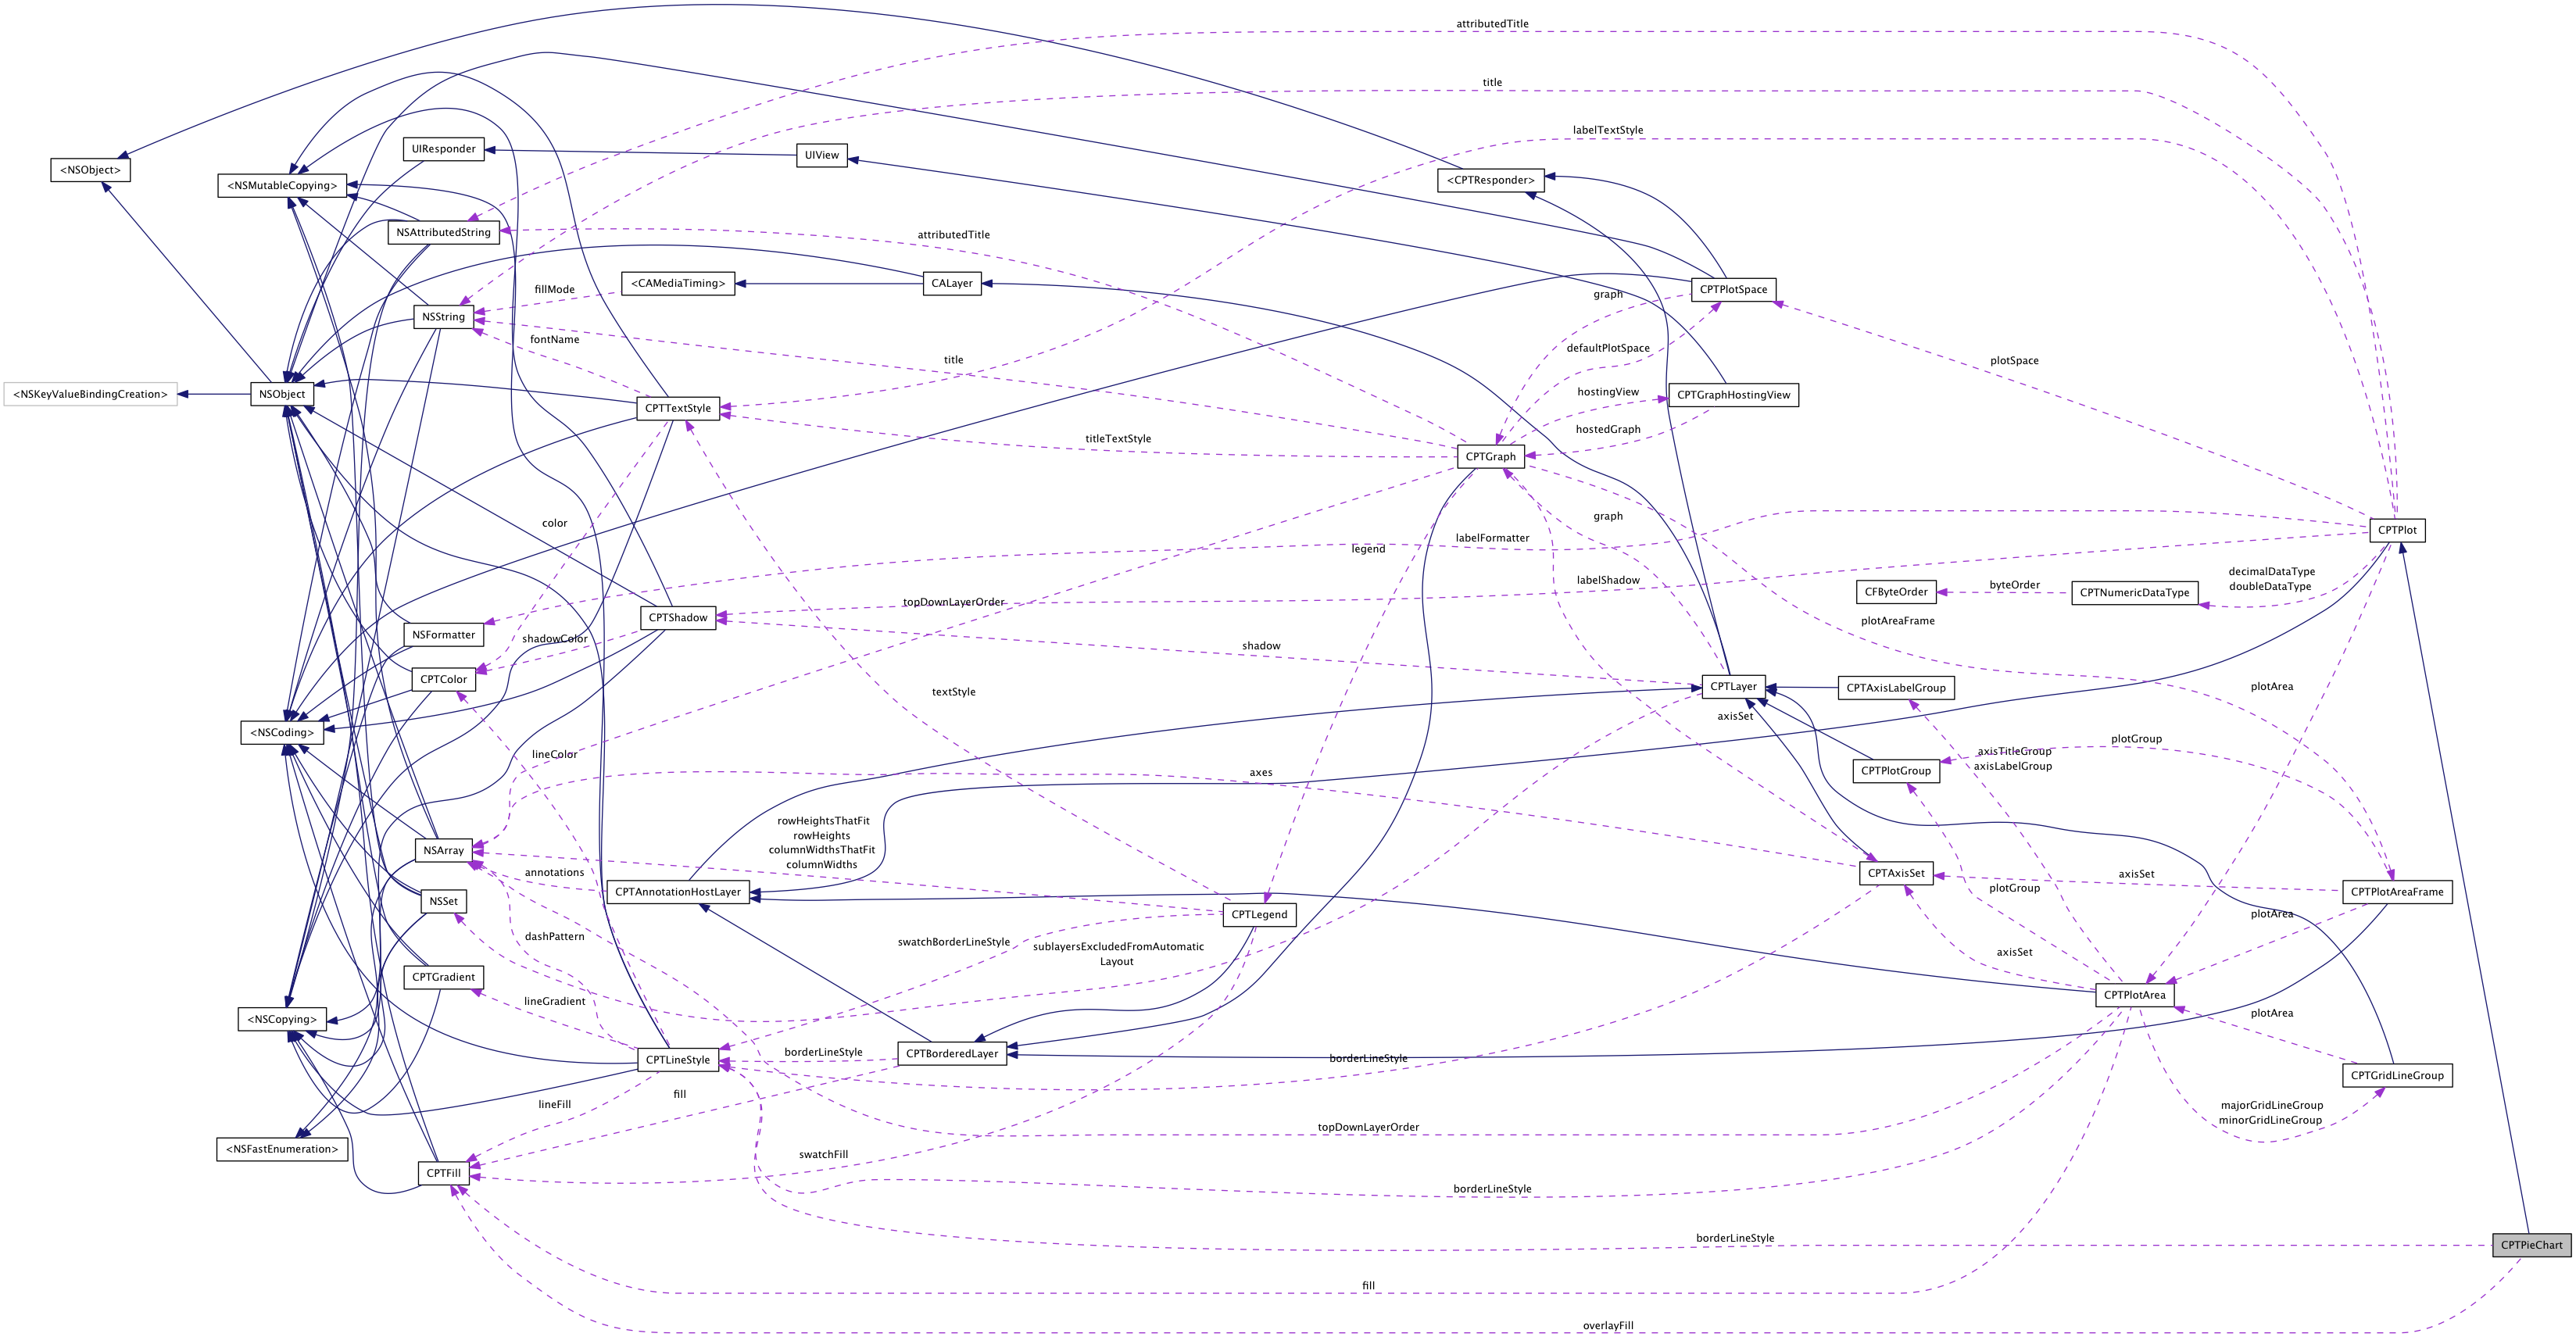 attributedTitle
title
labelTextStyle
UIResponder
UIView
<NSObject>
<NSMutableCopying>
<CPTResponder>
NSAttributedString
attributedTitle
<CAMediaTiming>
CALayer
fillMode
graph
CPTPlotSpace
NSString
fontName
title
defaultPlotSpace
plotSpace
<NSKeyValueBindingCreation>
NSObject
CPTTextStyle
hostingView
CPTGraphHostingView
titleTextStyle
hostedGraph
CPTGraph
color
graph
CPTPlot
legend
labelFormatter
labelShadow
decimalDataType
doubleDataType
byteOrder
CFByteOrder
CPTNumericDataType
topDownLayerOrder
CPTShadow
plotAreaFrame
NSFormatter
shadowColor
shadow
CPTColor
textStyle
CPTLayer
CPTAxisLabelGroup
plotArea
axisSet
<NSCoding>
lineColor
plotGroup
axisTitleGroup
axisLabelGroup
axes
CPTPlotGroup
rowHeightsThatFit
rowHeights
columnWidthsThatFit
columnWidths
NSArray
annotations
CPTAnnotationHostLayer
CPTAxisSet
axisSet
plotGroup
CPTPlotAreaFrame
NSSet
CPTLegend
plotArea
dashPattern
swatchBorderLineStyle
sublayersExcludedFromAutomatic
Layout
axisSet
CPTGradient
lineGradient
CPTPlotArea
plotArea
<NSCopying>
CPTLineStyle
borderLineStyle
CPTBorderedLayer
borderLineStyle
CPTGridLineGroup
lineFill
fill
majorGridLineGroup
minorGridLineGroup
topDownLayerOrder
<NSFastEnumeration>
swatchFill
CPTFill
borderLineStyle
borderLineStyle
CPTPieChart
fill
overlayFill